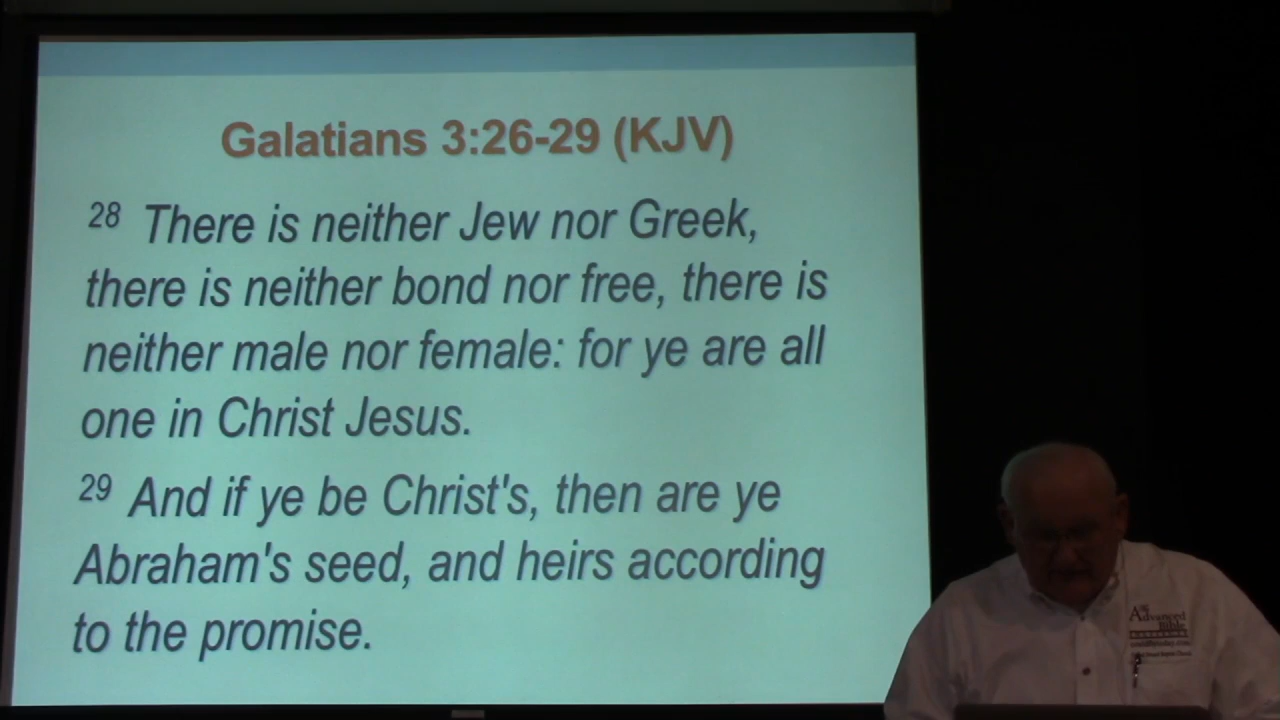 Galatians 3:26-29 (KJV)
28 There is neither Jew nor Greek,
there is neither bond nor free, there is
neither male nor female: for ye are all
one in Christ Jesus.
29 And if ye be Christ's, then are ye
Abraham's seed, and heirs according
to the promise.
Advanced
Bible